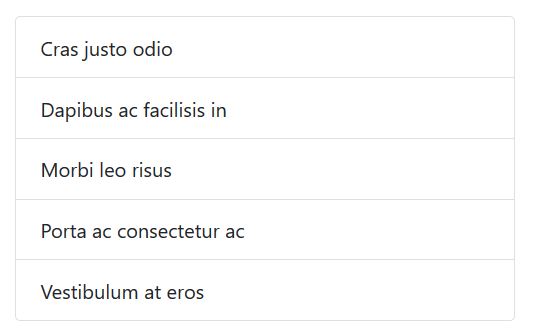 Cras justo odio
Dapibus ac facilisis in
Morbi leo risus
Porta ac consectetur ac
Vestibulum at eros